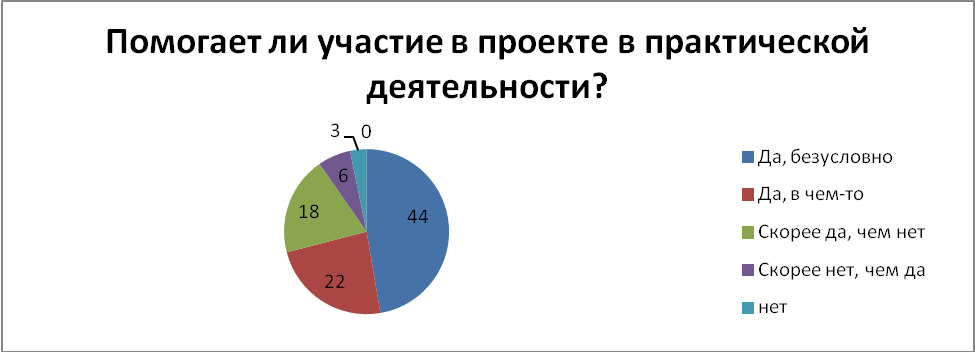 Помогает ли участие в проекте в практической
деятельности?
3
0
6
18
44
22
Да, безусловно
Да, в чем-то
Скорее да, чем нет
Скорее нет, чем да
нет